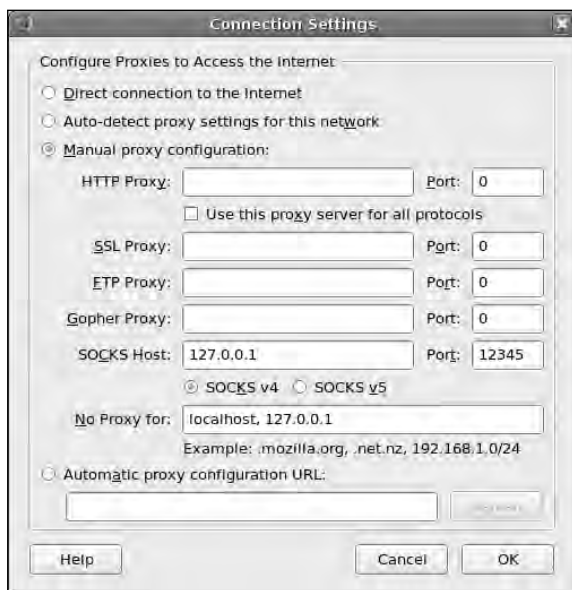 Connection Settings
Configure Proxies to Access the Internet
Direct connection to the Internet
Auto-detect proxy settings for this network
Manual proxy configuration:
HTTP Proxy: Port: 0
Use this proxy server for all protocols
SSL Proxy: Port: 0
FTP Proxy: Port: 0
Gopher Proxy: Port: 0
SOCKS Host: 127.0.0.1 Port: 12345
SOCKS v4 SOCKS v5
No Proxy for: localhost, 127.0.0.1
Example: .mozilla.org, .net.nz, 192.168.1.0/24
Automatic proxy configuration URL:
Help Cancel OK